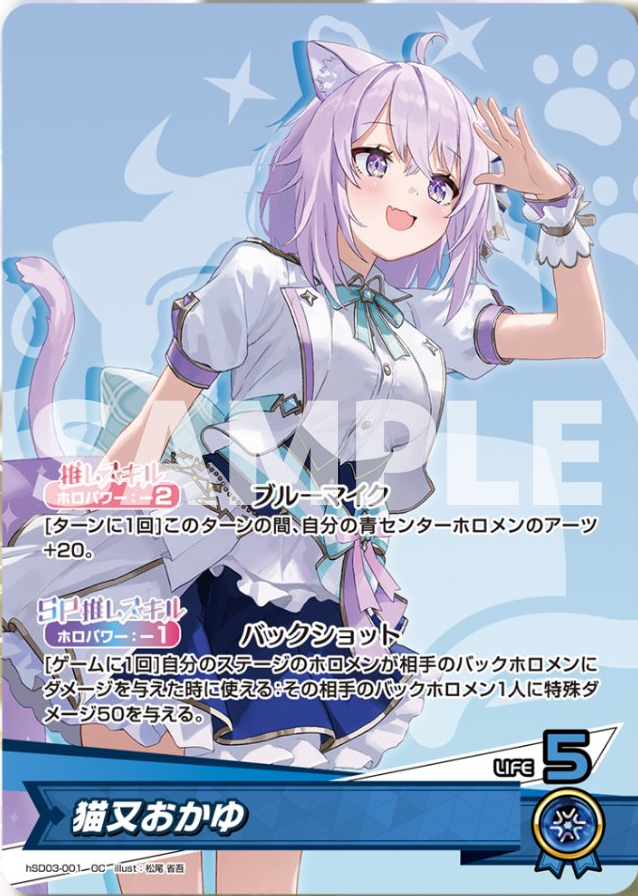 SAMPLE
推しスキル
ホロパワー:-2
ブルーマイク
[ターンに1回]このターンの間、自分の青センターホロメンのアーツ
+20。
SP推しスキル
ホロパワー:-1
バックショット
[ゲームに1回]自分のステージのホロメンが相手のバックホロメンに
ダメージを与えた時に使える:その相手のバックホロメン1人に特殊ダ
メージ50を与える。
LIFE 5
猫又おかゆ
hSD03-001 OC illust:松尾 省吾